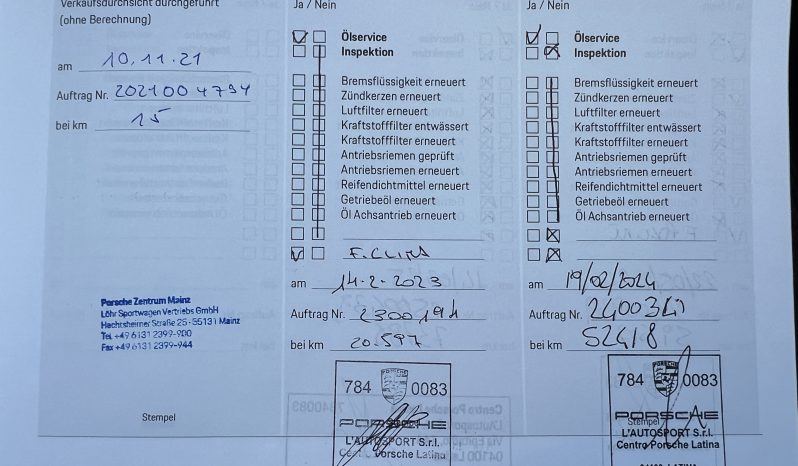 Verkaufsdurchsicht durchgeführt
(ohne Berechnung)
am 10.11.21
Auftrag Nr. 2021004794
bei km 15
Porsche Zentrum Mainz
Löhr Sportwagen Vertriebs GmbH
Hechtsheimer Straße 25 - 55131 Mainz
Tel. +49 6131 2399-900
Fax +49 6131 2399-944
Stempel
Ja / Nein
Ölservice
Inspektion
Bremsflüssigkeit erneuert
Zündkerzen erneuert
Luftfilter erneuert
Kraftstofffilter entwässert
Kraftstofffilter erneuert
Antriebsriemen geprüft
Antriebsriemen erneuert
Reifendichtmittel erneuert
Getriebeöl erneuert
Öl Achsantrieb erneuert
F. CLIMA
am 14-2-2023
Auftrag Nr. 2300194
bei km 20.597
784 0083
PORSCHE
PORSCHE
L'AUTOSPORT S.r.l.
Centro Porsche Latina
Ja / Nein
Ölservice
Inspektion
Bremsflüssigkeit erneuert
Zündkerzen erneuert
Luftfilter erneuert
Kraftstofffilter entwässert
Kraftstofffilter erneuert
Antriebsriemen geprüft
Antriebsriemen erneuert
Reifendichtmittel erneuert
Getriebeöl erneuert
Öl Achsantrieb erneuert
am 19/02/2024
Auftrag Nr.
bei km 52418
784 0083
PORSCHE
Stempel
L'AUTOSPORT S.r.l.
Centro Porsche Latina
04100 LATINA